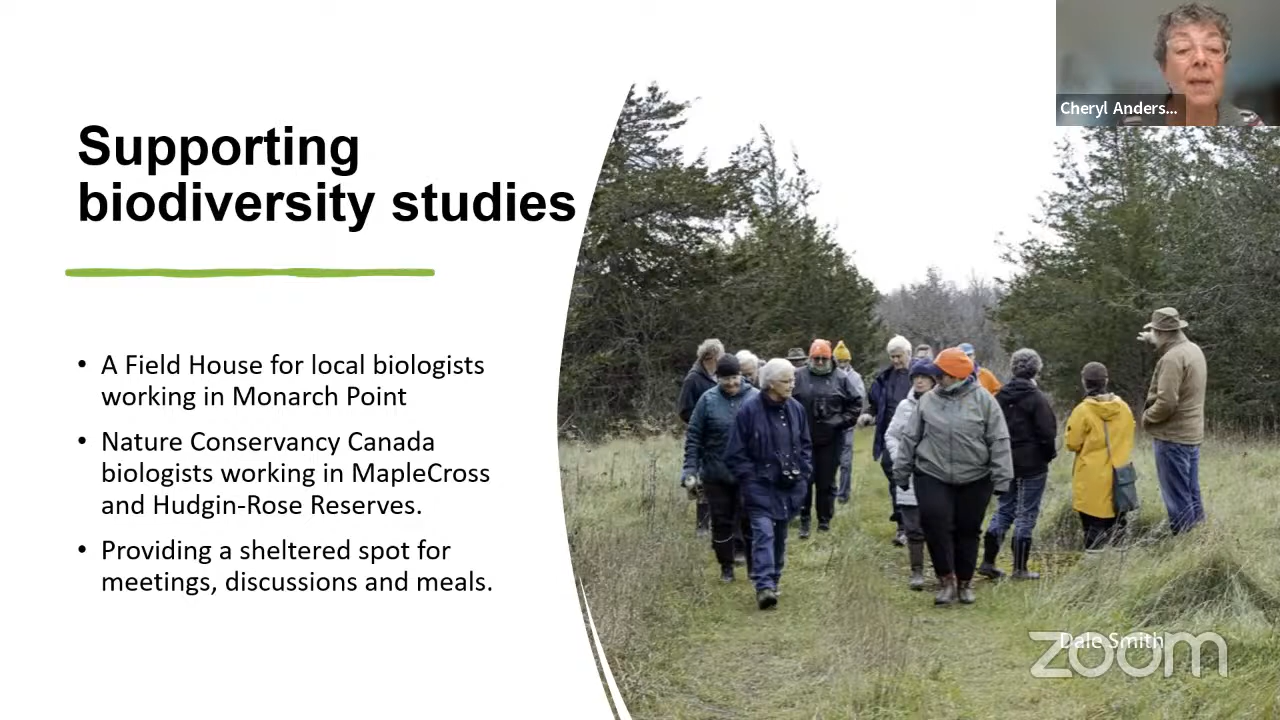 Cheryl Anders...
Supporting
biodiversity studies
• A Field House for local biologists
working in Monarch Point
• Nature Conservancy Canada
biologists working in MapleCross
and Hudgin-Rose Reserves.
• Providing a sheltered spot for
meetings, discussions and meals.
Dale Smith
zoom